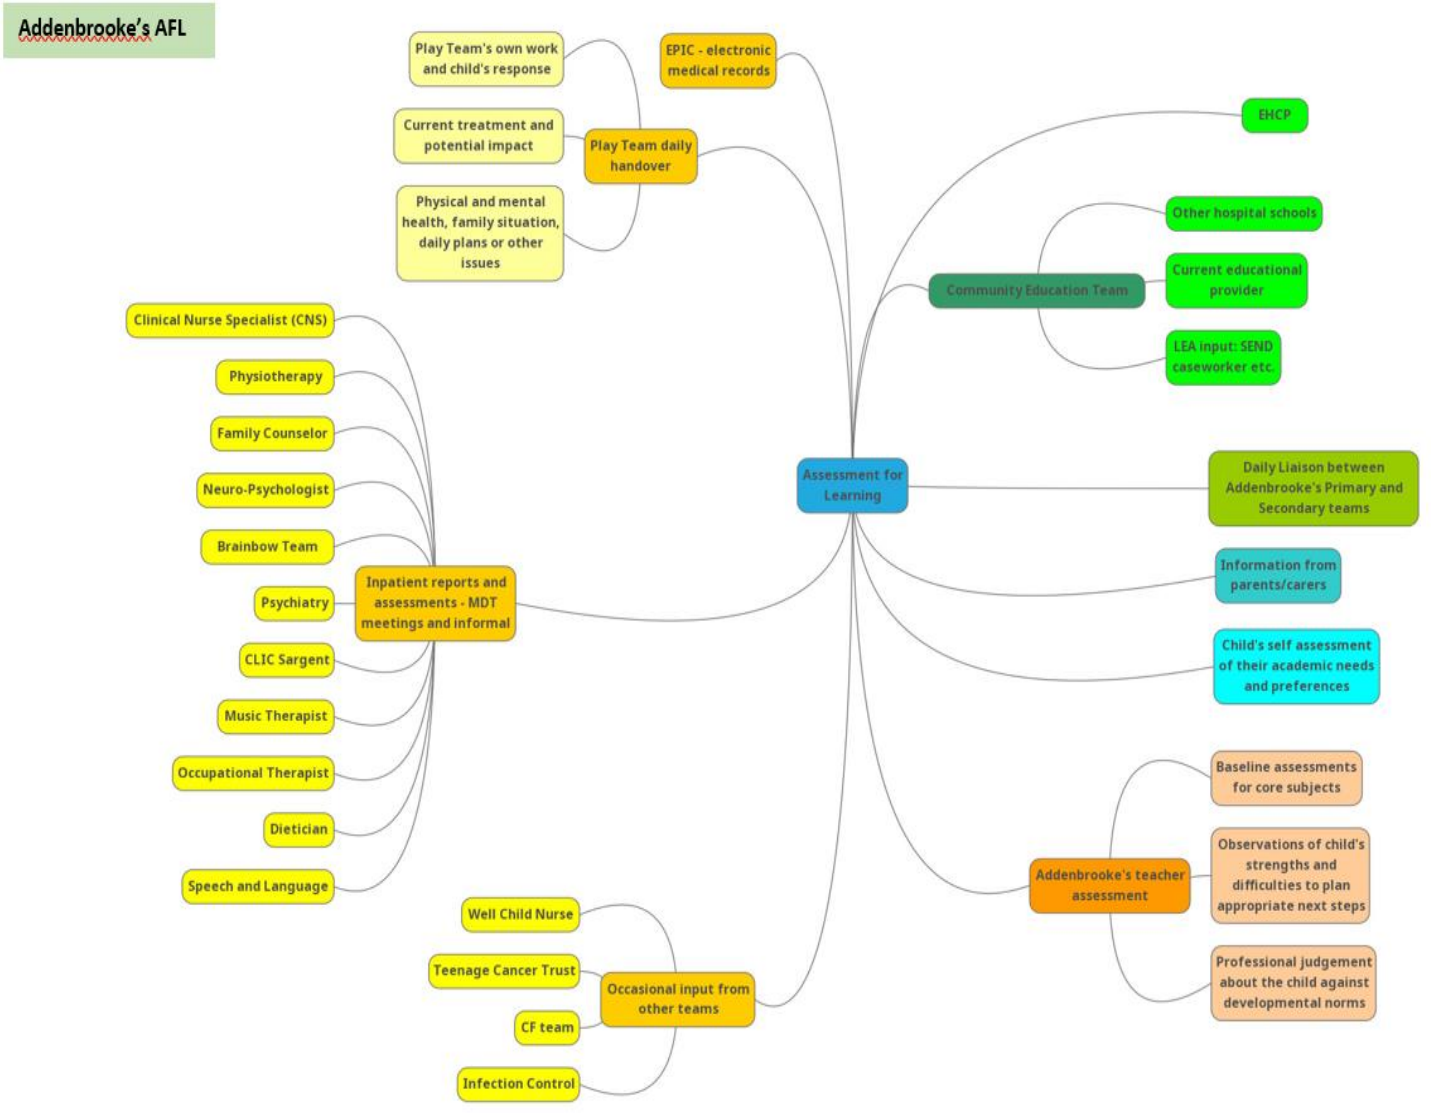 Addenbrooke's AFL
Play Team's own work
and child's response
EPIC - electronic
medical records
Current treatment and
potential impact
Play Team daily
handover
Physical and mental
health, family situation,
daily plans or other
issues
EHCP
Other hospital schools
Community Education Team
Current educational
provider
LEA input: SEND
caseworker etc.
Clinical Nurse Specialist (CNS)
Physiotherapy
Family Counselor
Neuro-Psychologist
Brainbow Team
Psychiatry
CLIC Sargent
Music Therapist
Occupational Therapist
Dietician
Speech and Language
Inpatient reports and
assessments - MDT
meetings and informal
Assessment for
Learning
Daily Liaison between
Addenbrooke's Primary and
Secondary teams
Information from
parents/carers
Child's self assessment
of their academic needs
and preferences
Baseline assessments
for core subjects
Addenbrooke's teacher
assessment
Observations of child's
strengths and
difficulties to plan
appropriate next steps
Professional judgement
about the child against
developmental norms
Well Child Nurse
Teenage Cancer Trust
Occasional input from
other teams
CF team
Infection Control